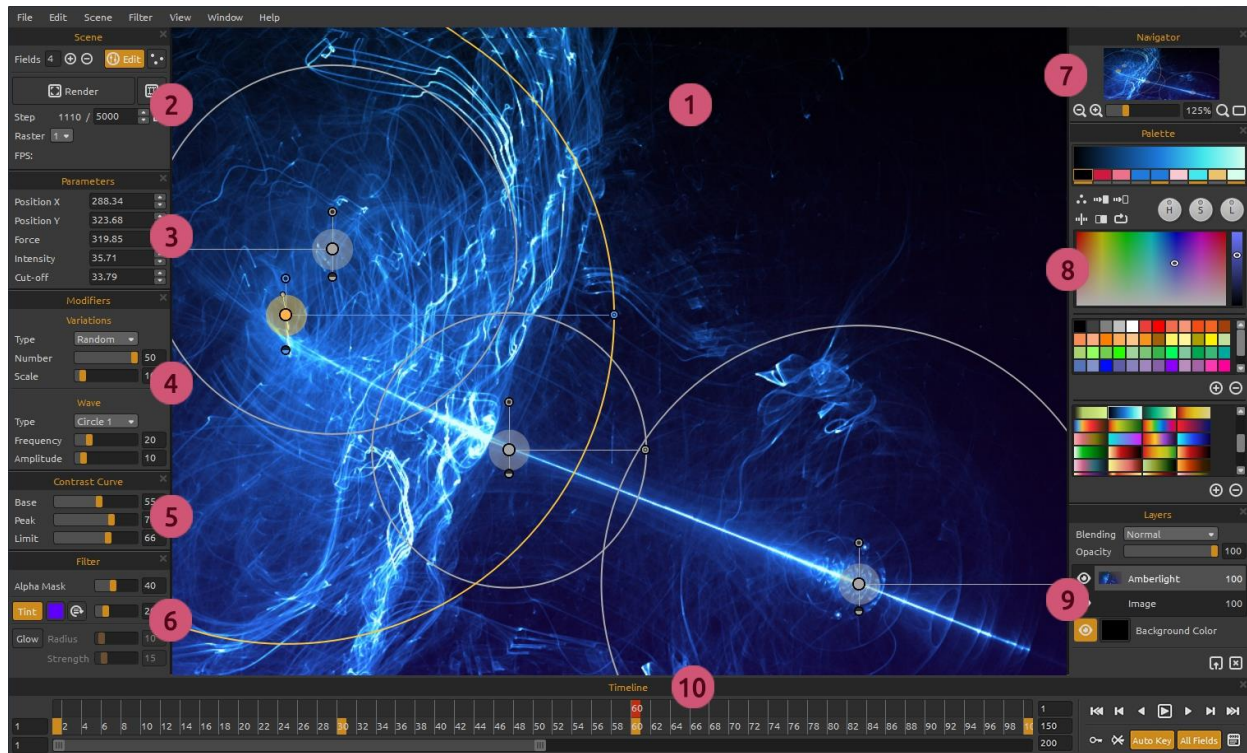 File Edit Scene Filter View Window Help
Scene
Fields 4 Edit
Render
2
Step 1110 / 5000
Raster 1
FPS:
Parameters
Position X 288.34
Position Y 323.68
Force 319.85
3
Intensity 35.71
Cut-off 33.79
Modifiers
Variations
Type Random
Number 50
Scale
4
Wave
Type Circle 1
Frequency 20
Amplitude 10
Contrast Curve
Base
Peak
5
Limit 66
Filter
Alpha Mask 40
Tint
6
Glow Radius 10
Strength 15
1
Navigator
7
125%
Palette
H S L
8
Layers
Blending Normal
Opacity 100
Amberlight 100
9
Image 100
Background Color
Timeline
10
60 1
1 2 4 6 8 10 12 14 16 18 20 22 24 26 28 30 32 34 36 38 40 42 44 46 48 50 52 54 56 58 60 62 64 66 68 70 72 74 76 78 80 82 84 86 88 90 92 94 96 98 150
1 200
Auto Key All Fields